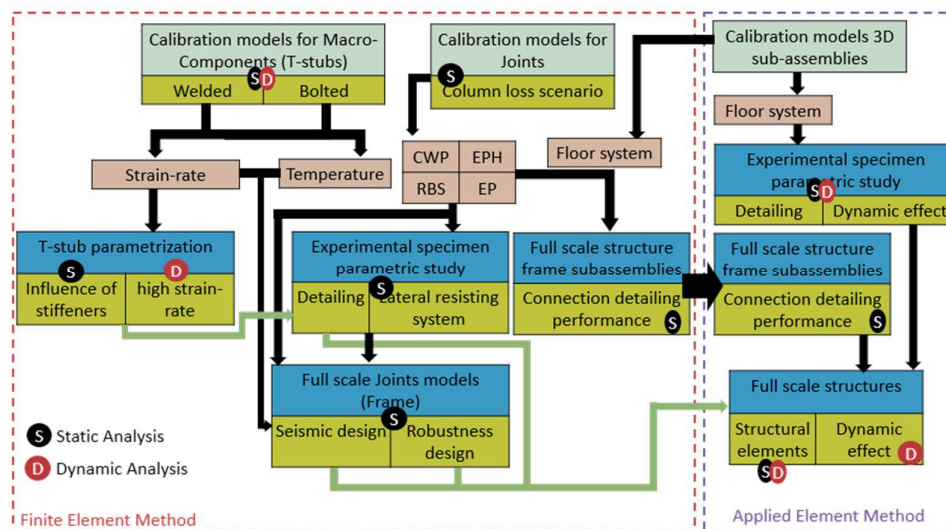 Calibration models for Macro-
Components (T-stubs)
S D
Welded
Bolted
Calibration models for
Joints
S
Column loss scenario
Calibration models 3D
sub-assemblies
Floor system
Strain-rate
Temperature
CWP
EPH
RBS
EP
Floor system
Experimental specimen
parametric study
S D
Detailing
Dynamic effect
T-stub parametrization
S
D
Influence of
stiffeners
high strain-
rate
Experimental specimen
parametric study
S
Detailing
Lateral resisting
system
Full scale structure
frame subassemblies
Connection detailing
performance
S
Full scale structure
frame subassemblies
Connection detailing
performance
S
Full scale Joints models
(Frame)
S
Seismic design
Robustness
design
Full scale structures
Structural
elements
S D
Dynamic
effect
D
S Static Analysis
D Dynamic Analysis
Finite Element Method
Applied Element Method